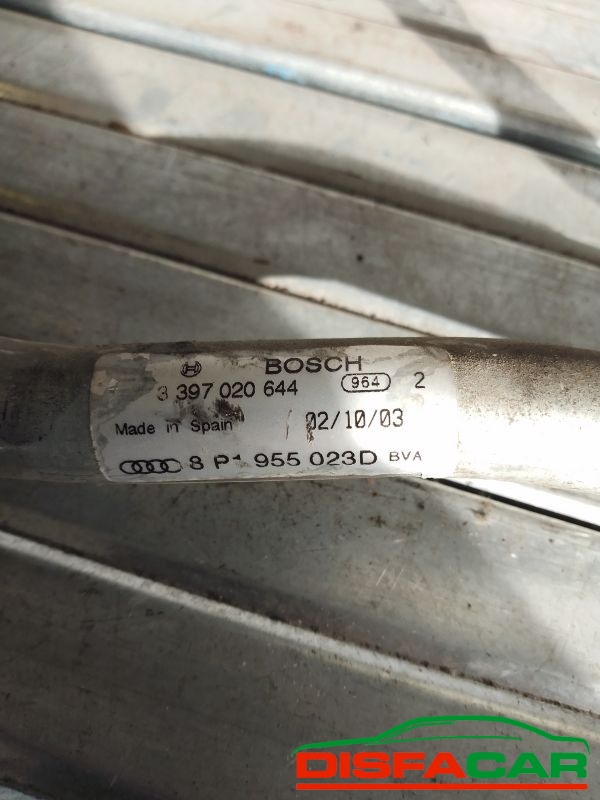 BOSCH
3 397 020 644 964 2
Made in Spain 02/10/03
8 P1 955 023D BVA
DISFACAR